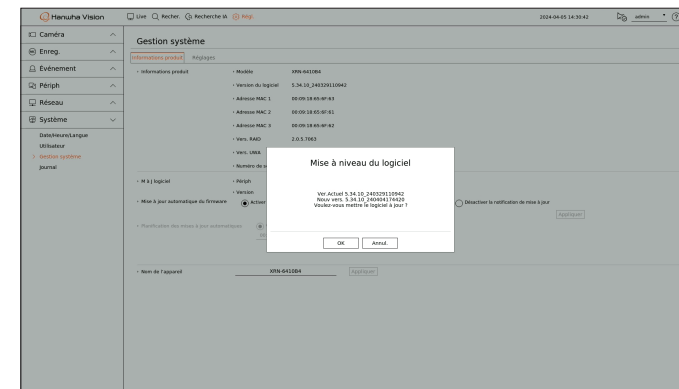 Hanwha Vision
Live Recher. Recherche IA Régl.
2024-04-05 14:30:42
admin
Caméra
Enreg.
Événement
Périph
Réseau
Système
Date/Heure/Langue
Utilisateur
Gestion système
Journal
Gestion système
Informations produit Réglages
Informations produit
Modèle XRN-6410B4
Version du logiciel 5.34.10_240329110942
Adresse MAC 1 00:09:18:65:6F:63
Adresse MAC 2 00:09:18:65:6F:61
Adresse MAC 3 00:09:18:65:6F:62
Vers. RAID 2.0.5.7003
Vers. UWA
Numéro de s
M à J logiciel
Périph
Version
Mise à jour automatique du firmware
Activer
Désactiver la notification de mise à jour
Appliquer
Planification des mises à jour automatiques
Mise à niveau du logiciel
Ver.Actuel 5.34.10_240329110942
Nouv vers. 5.34.10_240404174420
Voulez-vous mettre le logiciel à jour ?
OK Annul.
Nom de l'appareil XRN-6410B4 Appliquer